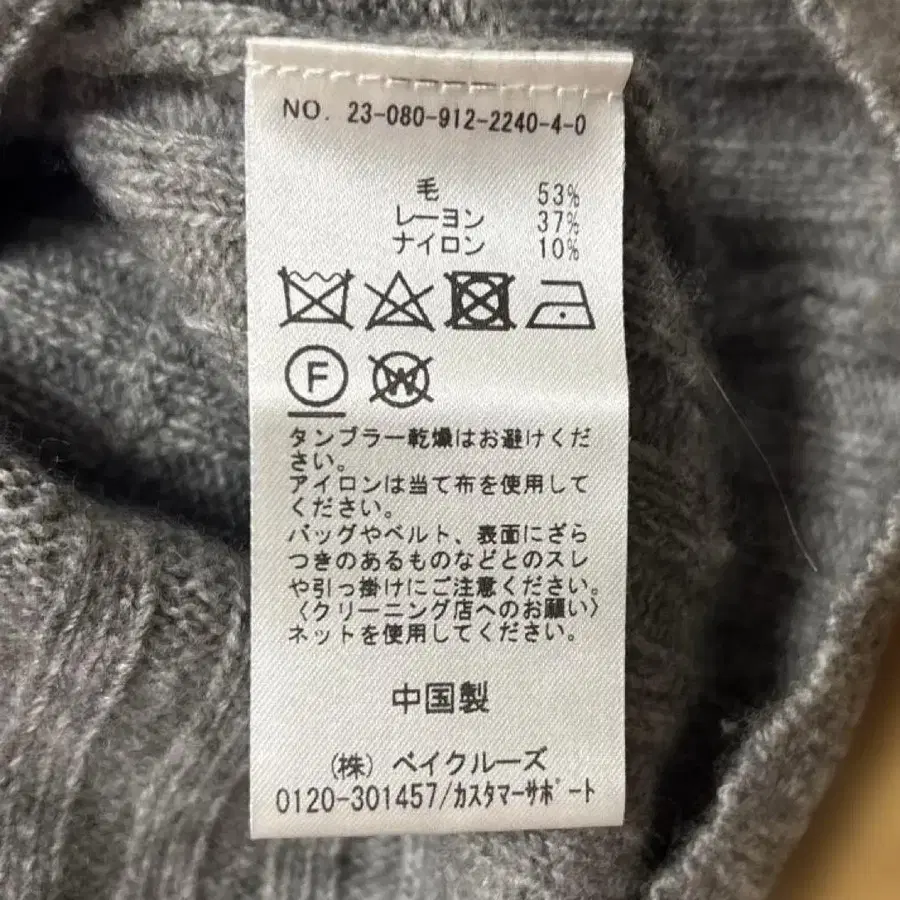 NO. 23-080-912-2240-4-0
毛 53%
レーヨン 37%
ナイロン 10%
F W
タンブラー乾燥はお避けくだ
さい。
アイロンは当て布を使用して
ください。
バッグやベルト、表面にざら
つきのあるものなどとのスレ
や引っ掛けにご注意ください。
〈クリーニング店へのお願い〉
ネットを使用してください。
中国製
(株) ベイクルーズ
0120-301457/カスタマーサポート